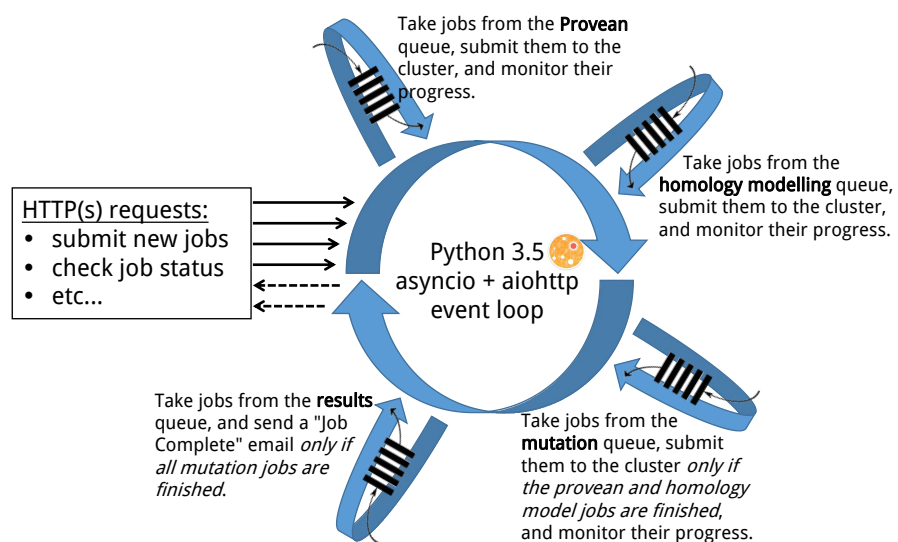 Take jobs from the Provean
queue, submit them to the
cluster, and monitor their
progress.
Take jobs from the
homology modelling queue,
submit them to the cluster,
and monitor their progress.
HTTP(s) requests:
• submit new jobs
• check job status
• etc...
Python 3.5
asyncio + aiohttp
event loop
Take jobs from the results
queue, and send a "Job
Complete" email only if
all mutation jobs are
finished.
Take jobs from the
mutation queue, submit
them to the cluster only if
the provean and homology
model jobs are finished,
and monitor their progress.